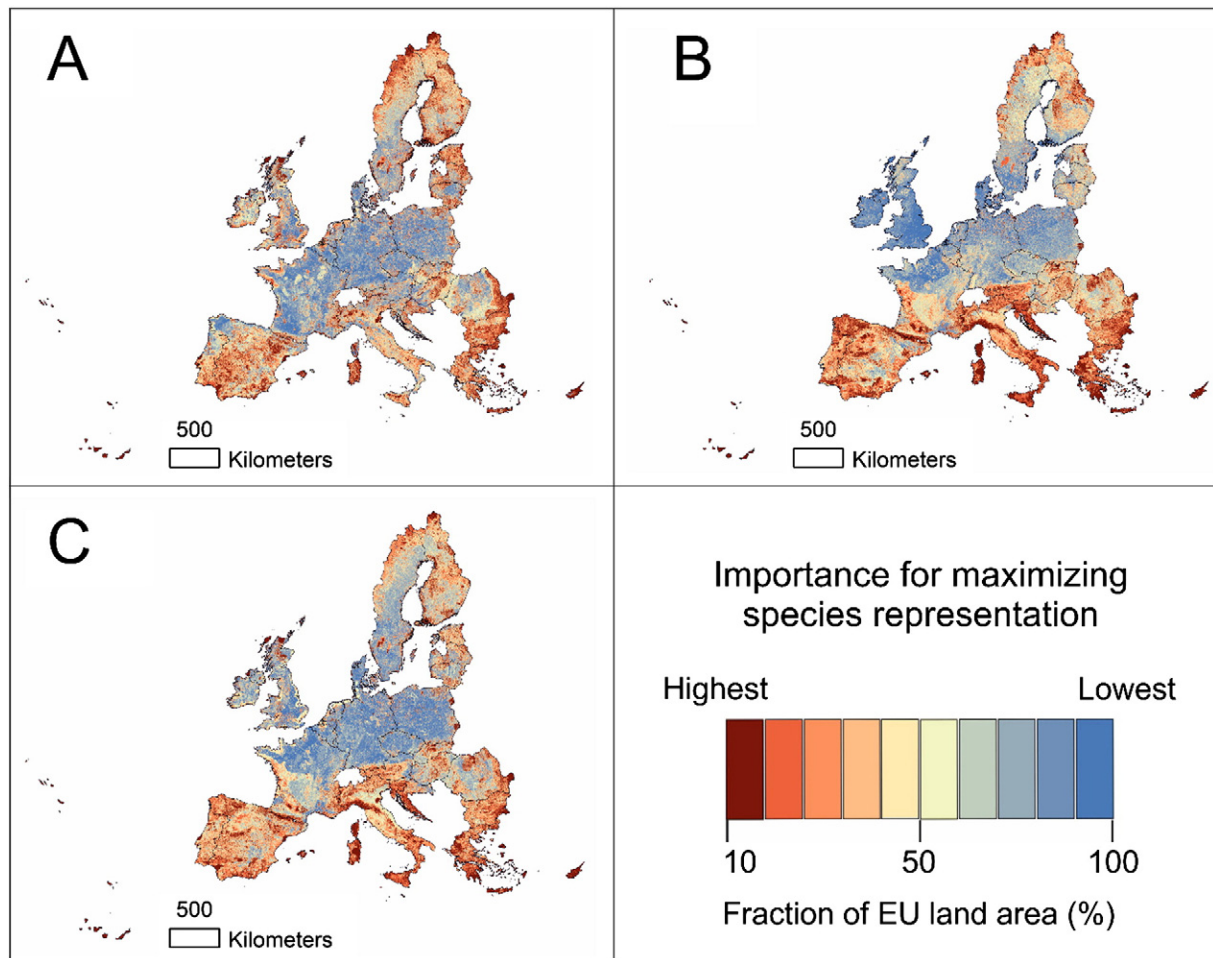 A
500
Kilometers
B
500
Kilometers
C
500
Kilometers
Importance for maximizing
species representation
Highest Lowest
10 50 100
Fraction of EU land area (%)